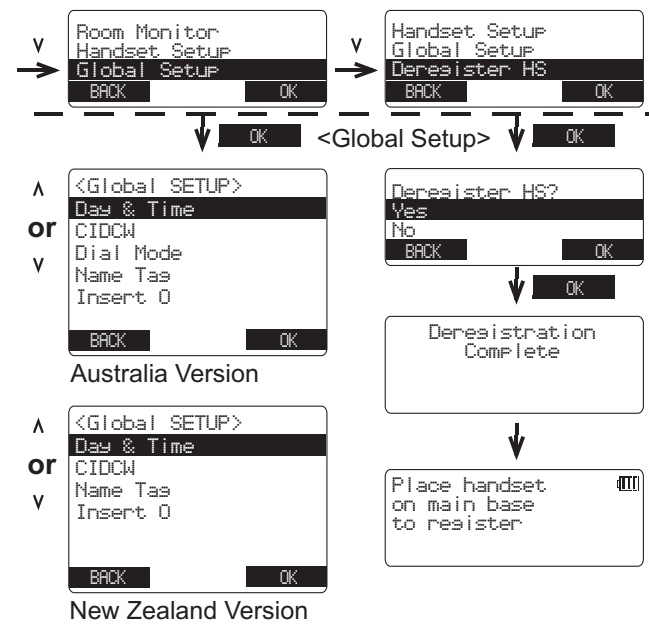 Room Monitor
Handset Setup
Global Setup
BACK OK
Handset Setup
Global Setup
Deregister HS
BACK OK
OK <Global Setup> OK
<Global SETUP>
Day & Time
CIDCW
Dial Mode
Name Tag
Insert 0
BACK OK
Australia Version
or
<Global SETUP>
Day & Time
CIDCW
Name Tag
Insert 0
BACK OK
New Zealand Version
or
Deregister HS?
Yes
No
BACK OK
OK
Deregistration
Complete
Place handset
on main base
to register